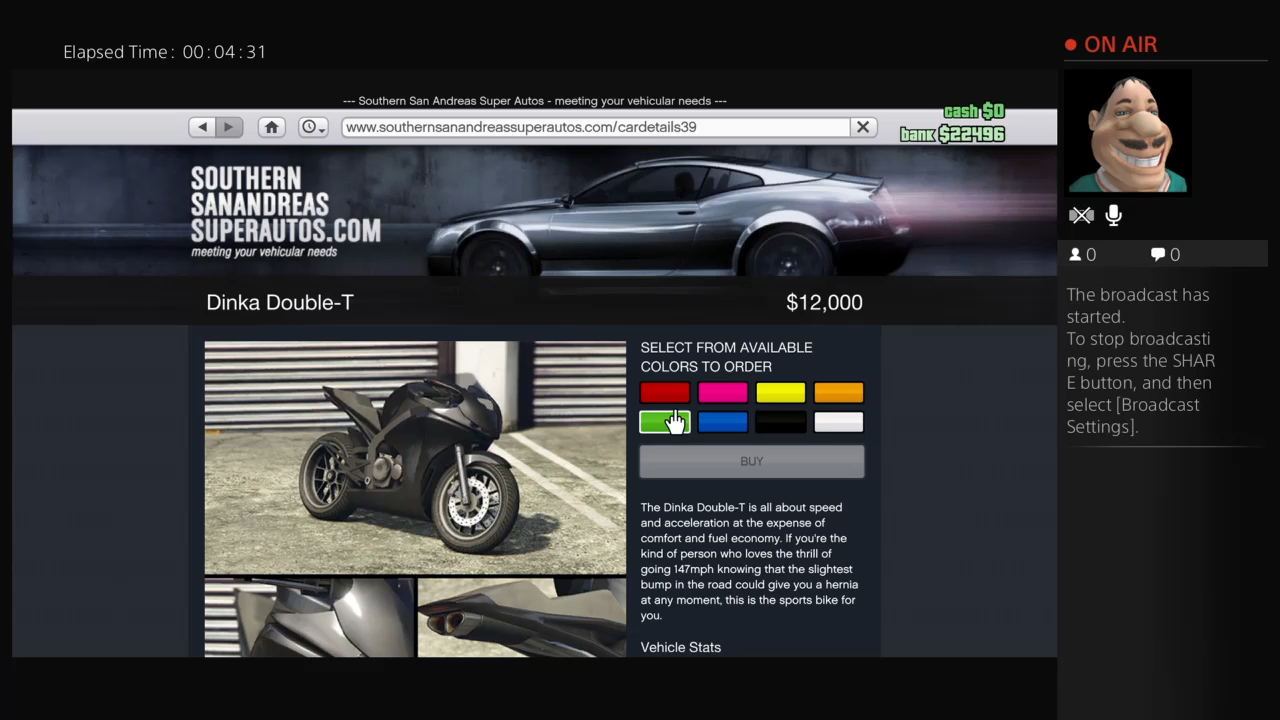 Elapsed Time: 00:04:31
ON AIR
--- Southern San Andreas Super Autos - meeting your vehicular needs ---
www.southernsanandreassuperautos.com/cardetails39
cash $0
bank $22496
SOUTHERN
SANANDREAS
SUPERAUTOS.COM
meeting your vehicular needs
Dinka Double-T
$12,000
SELECT FROM AVAILABLE
COLORS TO ORDER
BUY
The Dinka Double-T is all about speed
and acceleration at the expense of
comfort and fuel economy. If you're the
kind of person who loves the thrill of
going 147mph knowing that the slightest
bump in the road could give you a hernia
at any moment, this is the sports bike for
you.
Vehicle Stats
0 0
The broadcast has
started.
To stop broadcasti
ng, press the SHAR
E button, and then
select [Broadcast
Settings].